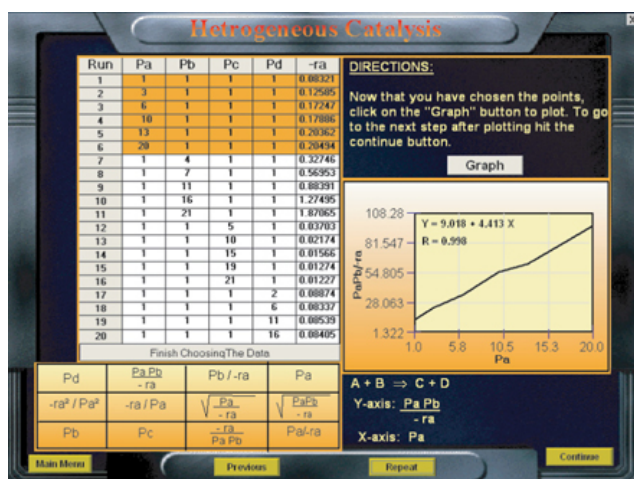 Hetrogeneous Catalysis
Run Pa Pb Pc Pd -ra
1 1 1 1 1 0.08321
2 3 1 1 1 0.12585
3 6 1 1 1 0.17247
4 10 1 1 1 0.17886
5 13 1 1 1 0.20362
6 20 1 1 1 0.20494
7 1 4 1 1 0.32746
8 1 7 1 1 0.56953
9 1 11 1 1 0.88391
10 1 16 1 1 1.27495
11 1 21 1 1 1.87065
12 1 1 5 1 0.03703
13 1 1 10 1 0.02174
14 1 1 15 1 0.01566
15 1 1 19 1 0.01274
16 1 1 21 1 0.01227
17 1 1 1 2 0.08874
18 1 1 1 6 0.08337
19 1 1 1 11 0.08539
20 1 1 1 16 0.08405
Finish ChoosingThe Data
Pd Pa Pb / - ra Pb / -ra Pa
-ra² / Pa² -ra / Pa √ Pa / - ra √ PaPb / - ra
Pb Pc - ra / Pa Pb Pa/-ra
DIRECTIONS:
Now that you have chosen the points,
click on the "Graph" button to plot. To go
to the next step after plotting hit the
continue button.
Graph
Y = 9.018 + 4.413 X
R = 0.998
108.28
81.547
54.805
28.063
1.322
PaPb/-ra
1.0 5.8 10.5 15.3 20.0
Pa
A + B ⇒ C + D
Y-axis: Pa Pb
- ra
X-axis: Pa
Main Menu Previous Repeat Continue